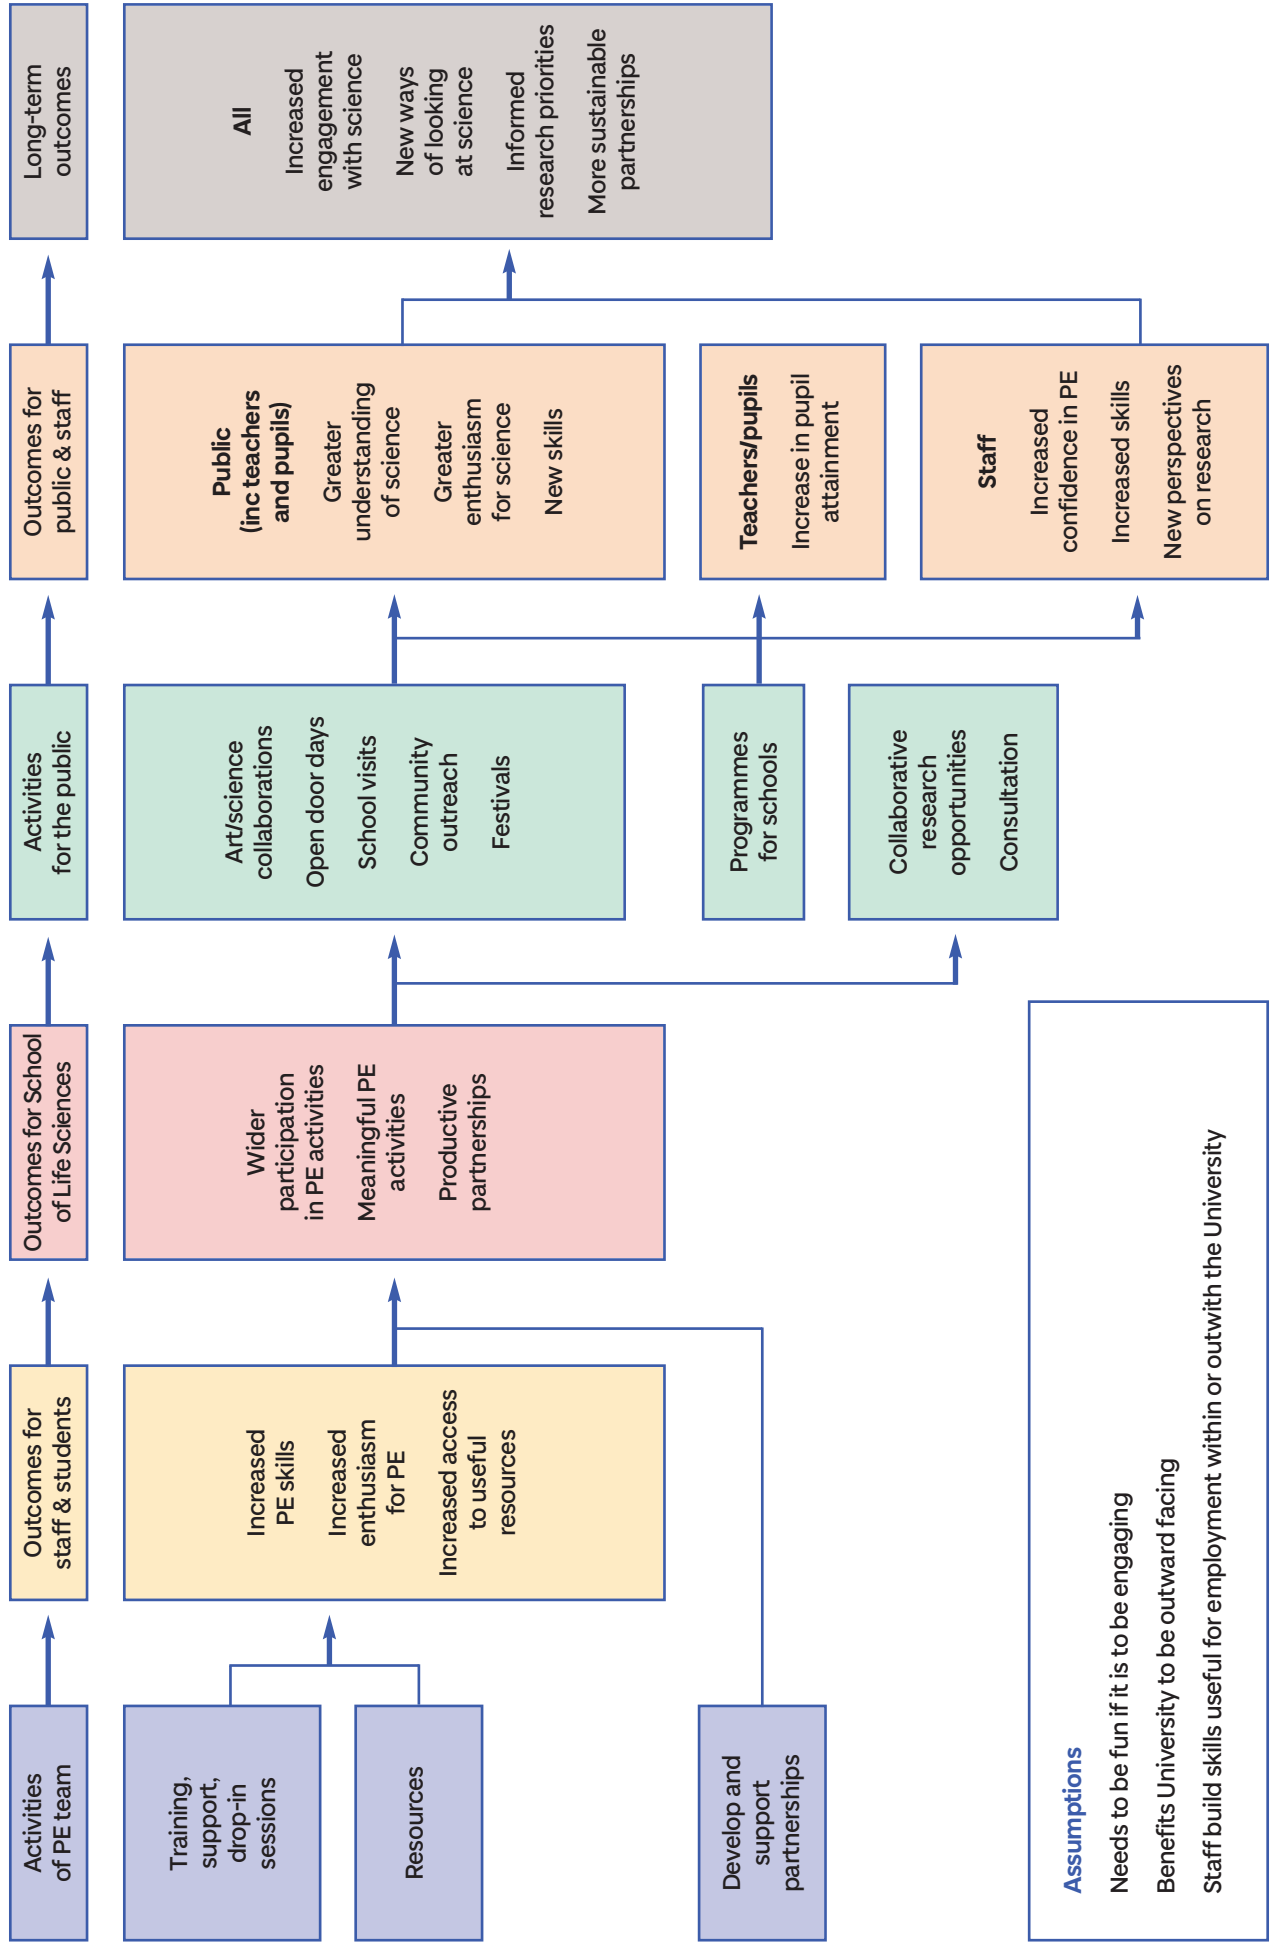 Activities
of PE team
Outcomes for
staff & students
Outcomes for School
of Life Sciences
Activities
for the public
Outcomes for
public & staff
Long-term
outcomes
Training,
support,
drop-in
sessions
Resources
Develop and
support
partnerships
Increased
PE skills
Increased
enthusiasm
for PE
Increased access
to useful
resources
Wider
participation
in PE activities
Meaningful PE
activities
Productive
partnerships
Art/science
collaborations
Open door days
School visits
Community
outreach
Festivals
Programmes
for schools
Collaborative
research
opportunities
Consultation
Public
(inc teachers
and pupils)
Greater
understanding
of science
Greater
enthusiasm
for science
New skills
Teachers/pupils
Increase in pupil
attainment
Staff
Increased
confidence in PE
Increased skills
New perspectives
on research
All
Increased
engagement
with science
New ways
of looking
at science
Informed
research priorities
More sustainable
partnerships
Assumptions
Needs to be fun if it is to be engaging
Benefits University to be outward facing
Staff build skills useful for employment within or outwith the University